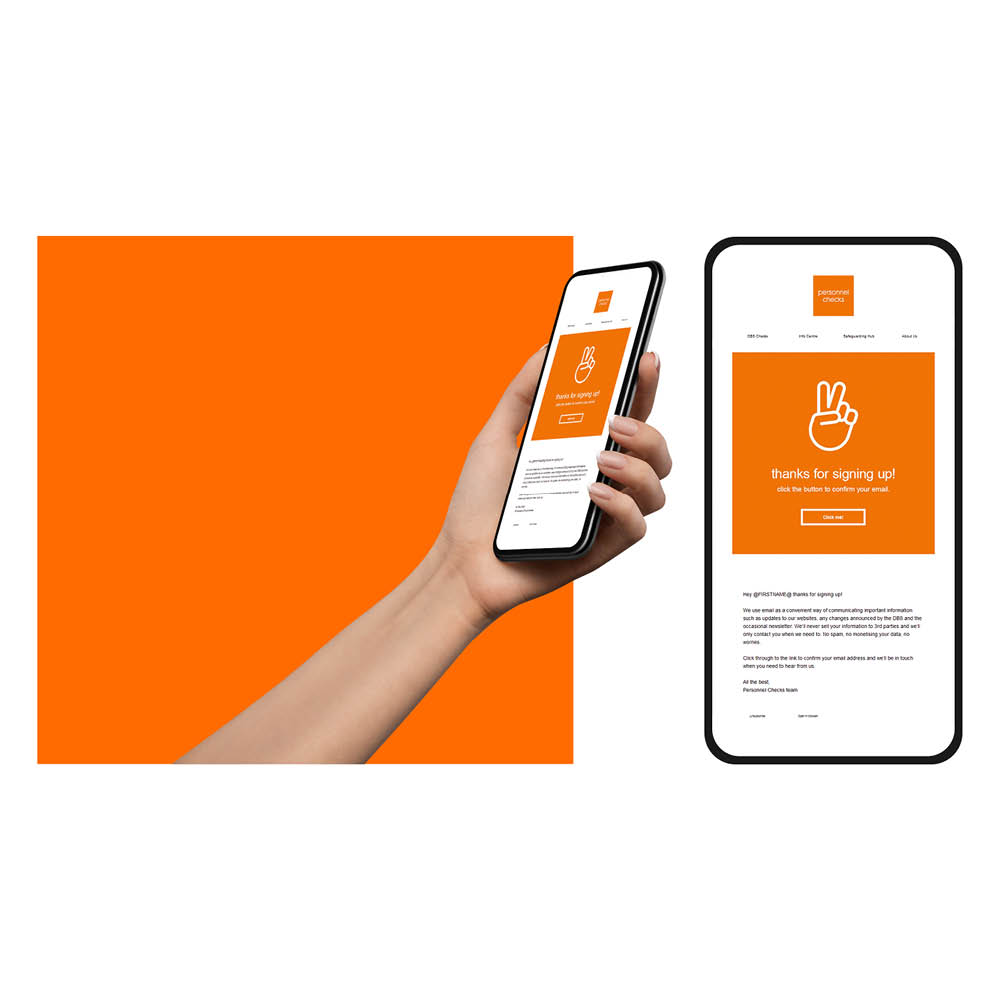 personnel
checks
DBS Checks Info Centre Safeguarding Hub About Us
thanks for signing up!
click the button to confirm your email.
Click me!
Hey @FIRSTNAME@ thanks for signing up!
We use email as a convenient way of communicating important information
such as updates to our websites, any changes announced by the DBS and the
occasional newsletter. We'll never sell your information to 3rd parties and we'll
only contact you when we need to. No spam, no monetising your data, no
worries.
Click through to the link to confirm your email address and we'll be in touch
when you need to hear from us.
All the best,
Personnel Checks team
thanks for signing up!